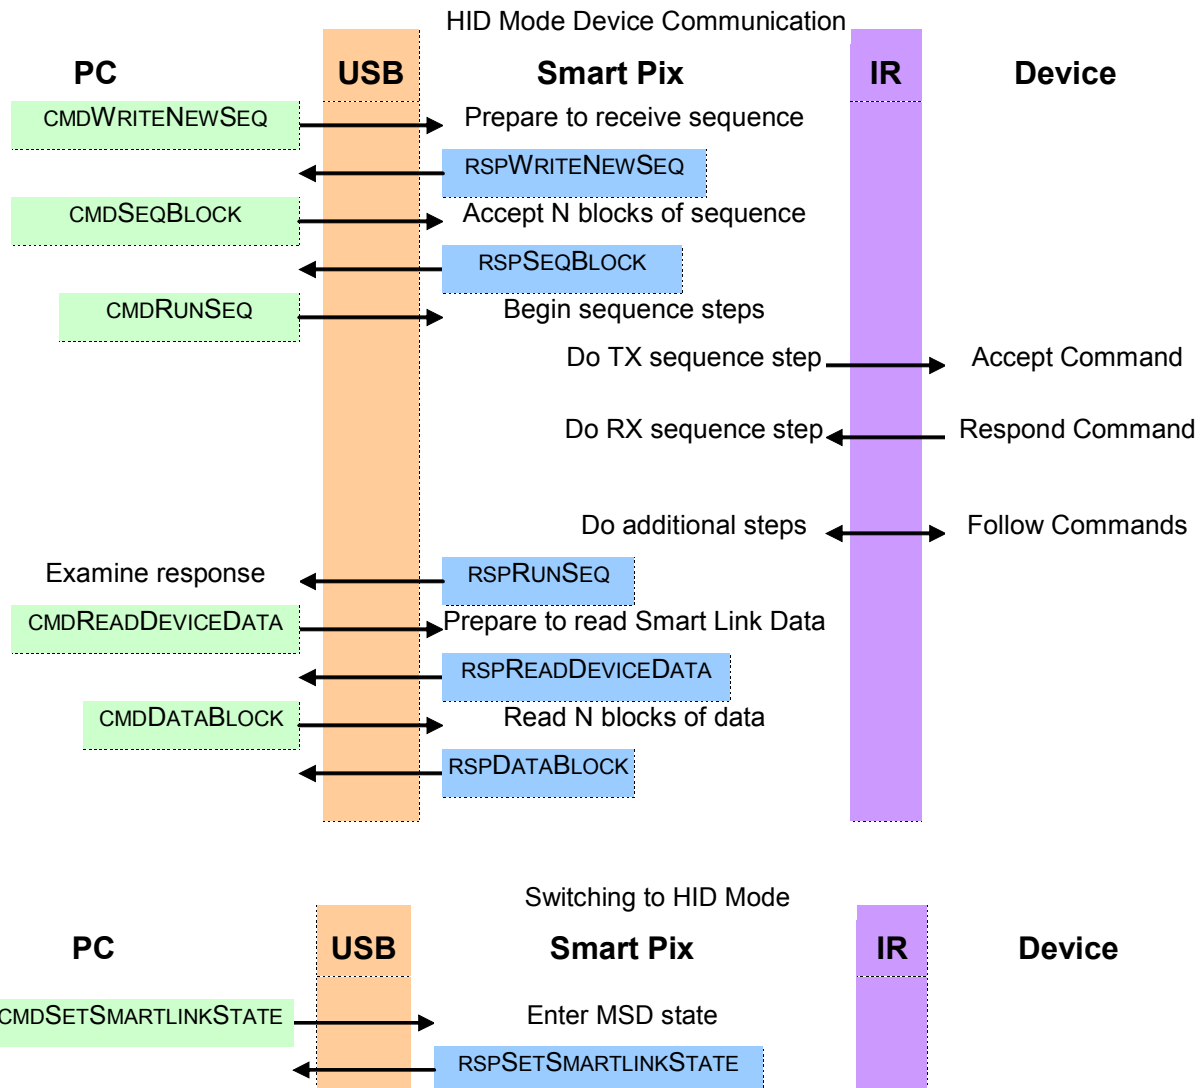 HID Mode Device Communication
PC USB Smart Pix IR Device
CMDWRITENEWSEQ Prepare to receive sequence
RSPWRITENEWSEQ
CMDSEQBLOCK Accept N blocks of sequence
RSPSEQBLOCK
CMDRUNSEQ Begin sequence steps
Do TX sequence step Accept Command
Do RX sequence step Respond Command
Do additional steps Follow Commands
Examine response RSPRUNSEQ
CMDREADDEVICEDATA Prepare to read Smart Link Data
RSPREADDEVICEDATA
CMDDATABLOCK Read N blocks of data
RSPDATABLOCK
Switching to HID Mode
PC USB Smart Pix IR Device
CMDSETSMARTLINKSTATE Enter MSD state
RSPSETSMARTLINKSTATE